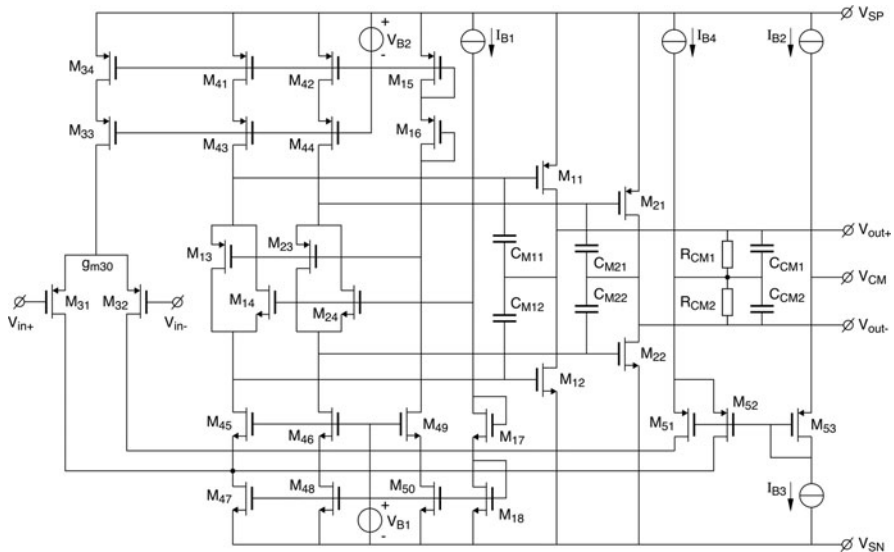 V_SP
I_B1
I_B4
I_B2
V_B2
+
-
M_34
M_41
M_42
M_15
M_33
M_43
M_44
M_16
M_11
M_21
M_13
M_23
C_M11
C_M21
R_CM1
C_CM1
V_out+
V_CM
g_m30
M_31
M_32
V_in+
V_in-
M_14
M_24
C_M12
C_M22
R_CM2
C_CM2
V_out-
M_12
M_22
M_45
M_46
M_49
M_17
M_51
M_52
M_53
M_47
M_48
M_50
M_18
+
V_B1
-
I_B3
V_SN